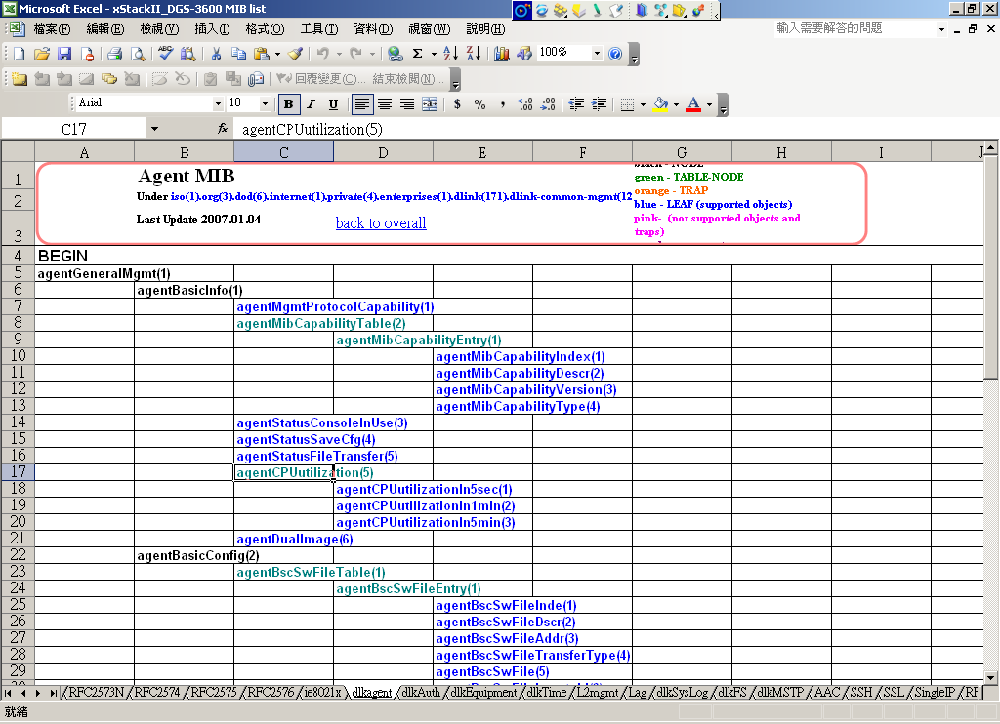 Microsoft Excel - xStackII_DGS-3600 MIB list
檔案(F) 編輯(E) 檢視(V) 插入(I) 格式(O) 工具(T) 資料(D) 視窗(W) 說明(H) 輸入需要解答的問題
100%
回覆變更(C)... 結束檢閱(N)...
Arial 10 B I U $ % ,
C17 fx agentCPUutilization(5)
A B C D E F G H I J
black - NODE
1 Agent MIB green - TABLE-NODE
orange - TRAP
2 Under iso(1).org(3).dod(6).internet(1).private(4).enterprises(1).dlink(171).dlink-common-mgmt(12 blue - LEAF (supported objects)
3 Last Update 2007.01.04 back to overall pink- (not supported objects and
traps)
4 BEGIN
5 agentGeneralMgmt(1)
6 agentBasicInfo(1)
7 agentMgmtProtocolCapability(1)
8 agentMibCapabilityTable(2)
9 agentMibCapabilityEntry(1)
10 agentMibCapabilityIndex(1)
11 agentMibCapabilityDescr(2)
12 agentMibCapabilityVersion(3)
13 agentMibCapabilityType(4)
14 agentStatusConsoleInUse(3)
15 agentStatusSaveCfg(4)
16 agentStatusFileTransfer(5)
17 agentCPUutilization(5)
18 agentCPUutilizationIn5sec(1)
19 agentCPUutilizationIn1min(2)
20 agentCPUutilizationIn5min(3)
21 agentDualImage(6)
22 agentBasicConfig(2)
23 agentBscSwFileTable(1)
24 agentBscSwFileEntry(1)
25 agentBscSwFileInde(1)
26 agentBscSwFileDscr(2)
27 agentBscSwFileAddr(3)
28 agentBscSwFileTransferType(4)
29 agentBscSwFile(5)
RFC2573N RFC2574 RFC2575 RFC2576 ie8021x dlkagent dlkAuth dlkEquipment dlkTime L2mgmt Lag dlkSysLog dlkFS dlkMSTP AAC SSH SSL SingleIP RF
就緒